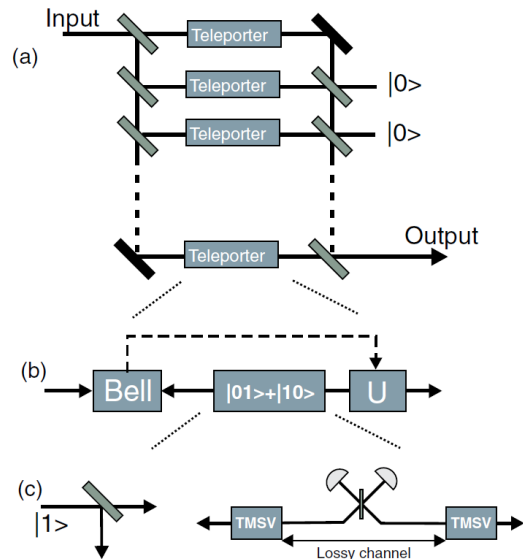 Input
(a)
Teleporter
Teleporter
|0>
Teleporter
|0>
Output
Teleporter
(b)
Bell
|01>+|10>
U
(c)
|1>
TMSV
TMSV
Lossy channel